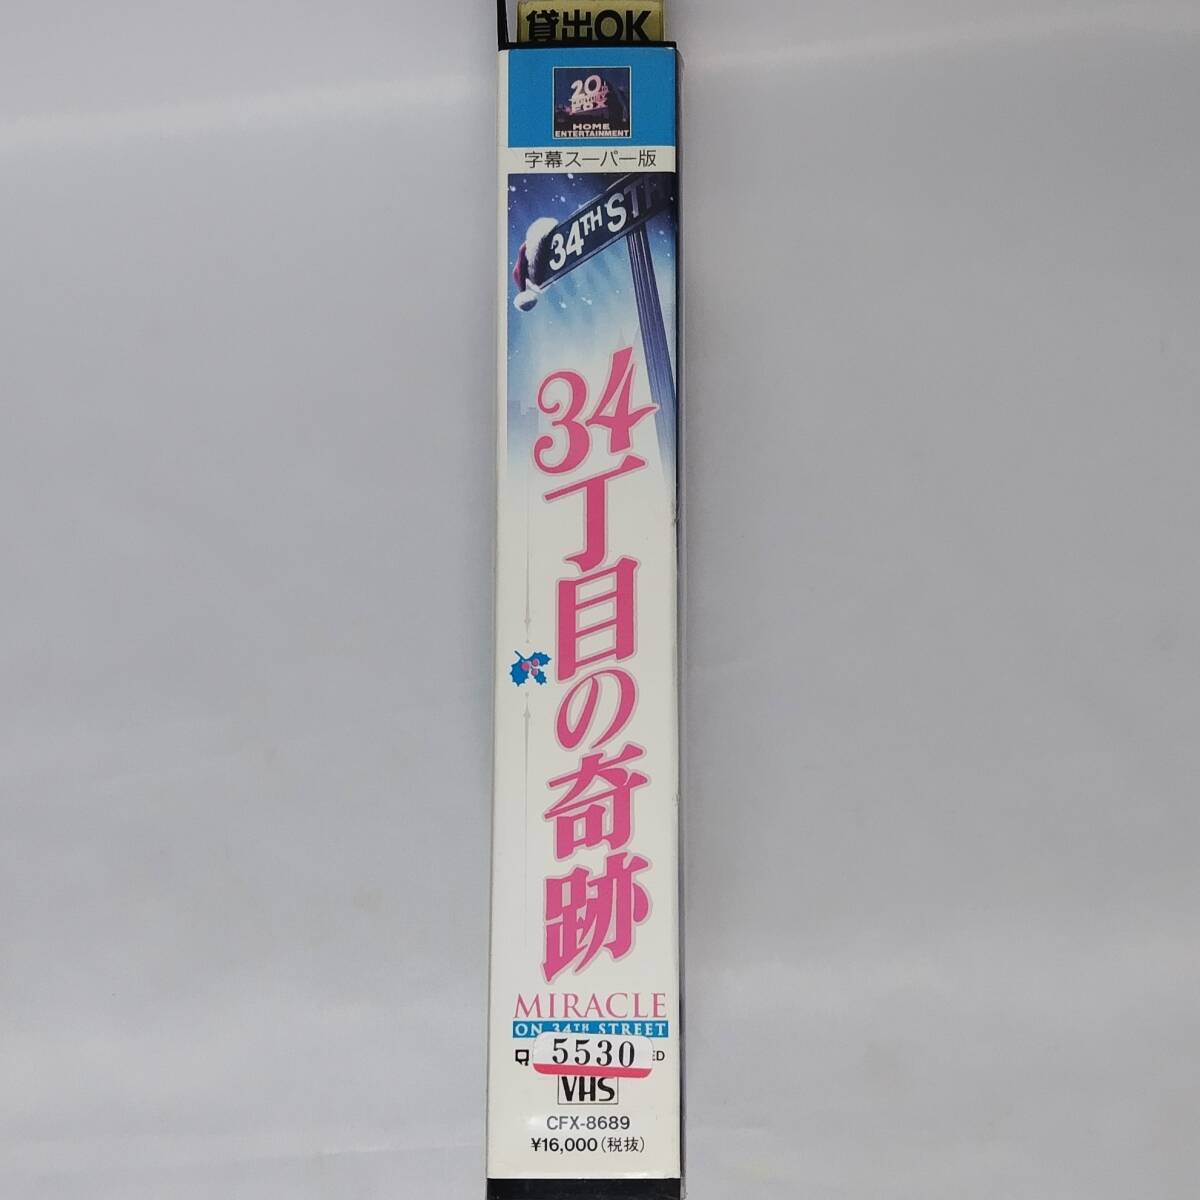 貸出OK
20
CENTURY
FOX
HOME
ENTERTAINMENT
字幕スーパー版
34TH ST
34丁目の奇跡
MIRACLE
ON 34TH STREET
5530
VHS
CFX-8689
¥16,000(税抜)